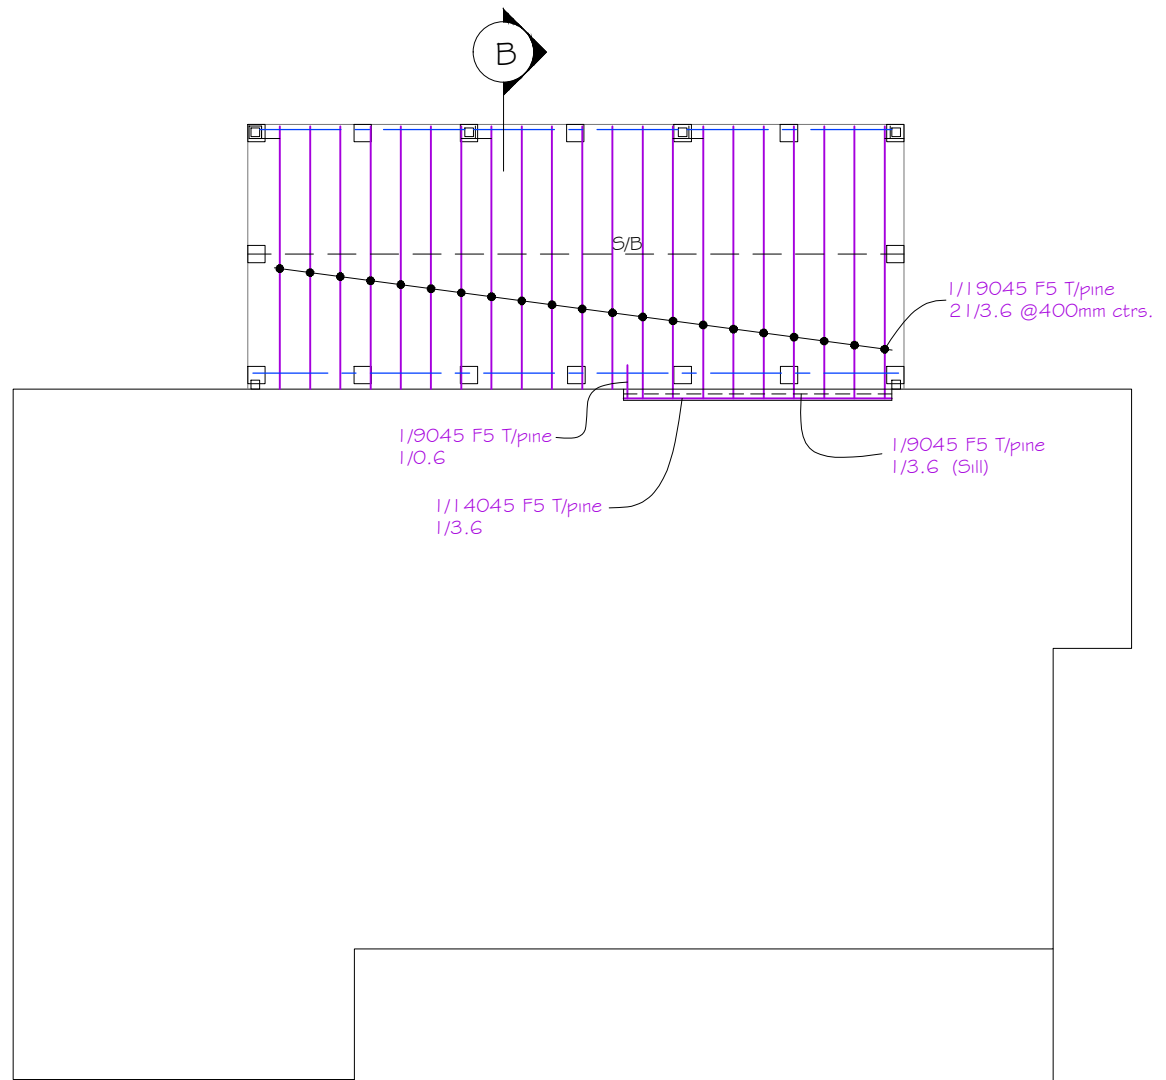 B
S/B
1/19045 F5 T/pine
21/3.6 @400mm ctrs.
1/9045 F5 T/pine
1/0.6
1/9045 F5 T/pine
1/3.6 (Sill)
1/14045 F5 T/pine
1/3.6